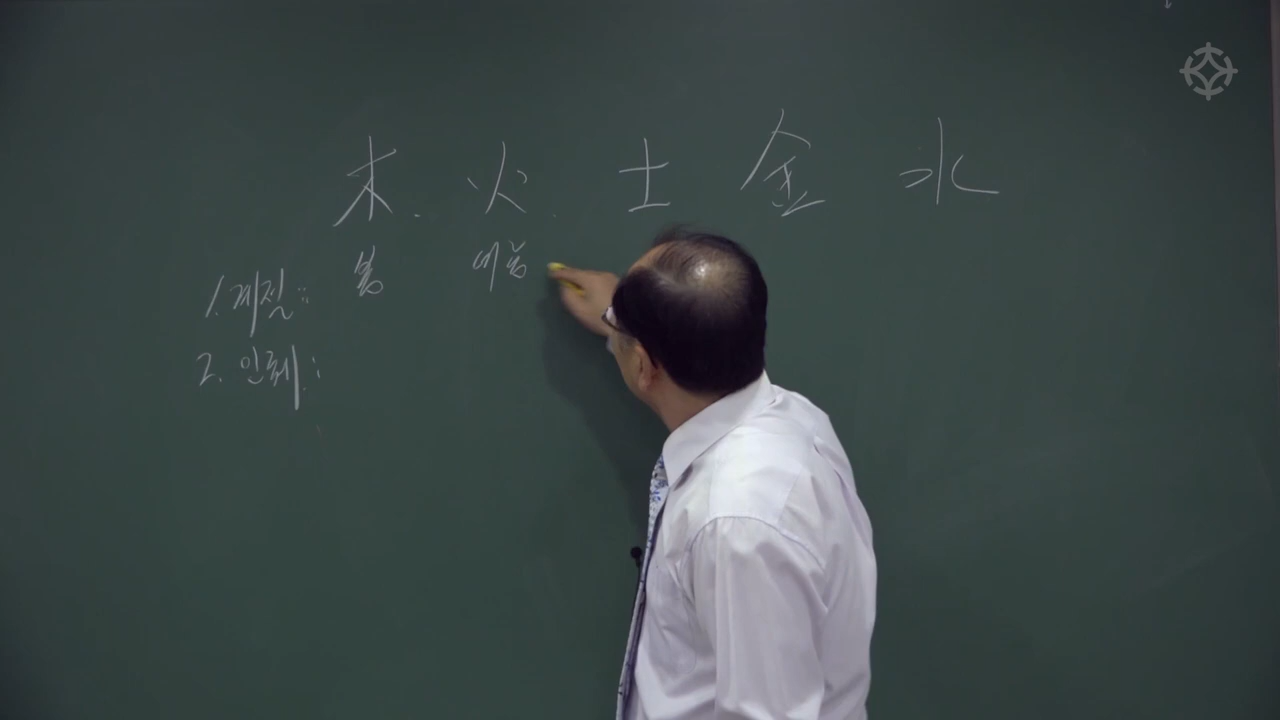 木. 火. 土 金 水
1. 계절: 봄 여름
2. 인체: